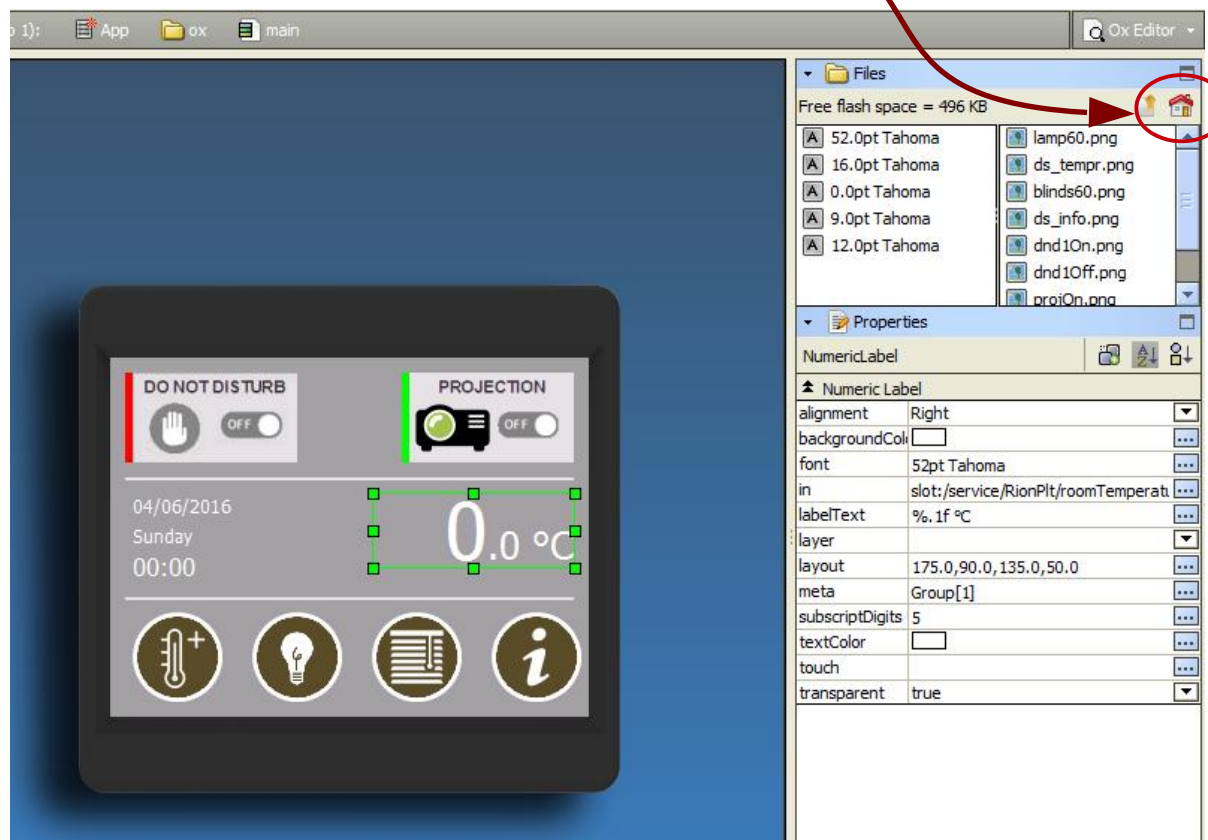 1): App ox main Ox Editor
Files
Free flash space = 496 KB
A 52.0pt Tahoma
A 16.0pt Tahoma
A 0.0pt Tahoma
A 9.0pt Tahoma
A 12.0pt Tahoma
lamp60.png
ds_tempr.png
blinds60.png
ds_info.png
dnd1On.png
dnd1Off.png
projOn.png
Properties
NumericLabel
Numeric Label
alignment Right
backgroundCol
font 52pt Tahoma
in slot:/service/RionPlt/roomTemperat
labelText %.1f ºC
layer
layout 175.0,90.0,135.0,50.0
meta Group[1]
subscriptDigits 5
textColor
touch
transparent true
DO NOT DISTURB
OFF
PROJECTION
OFF
04/06/2016
Sunday
00:00
0.0 ºC